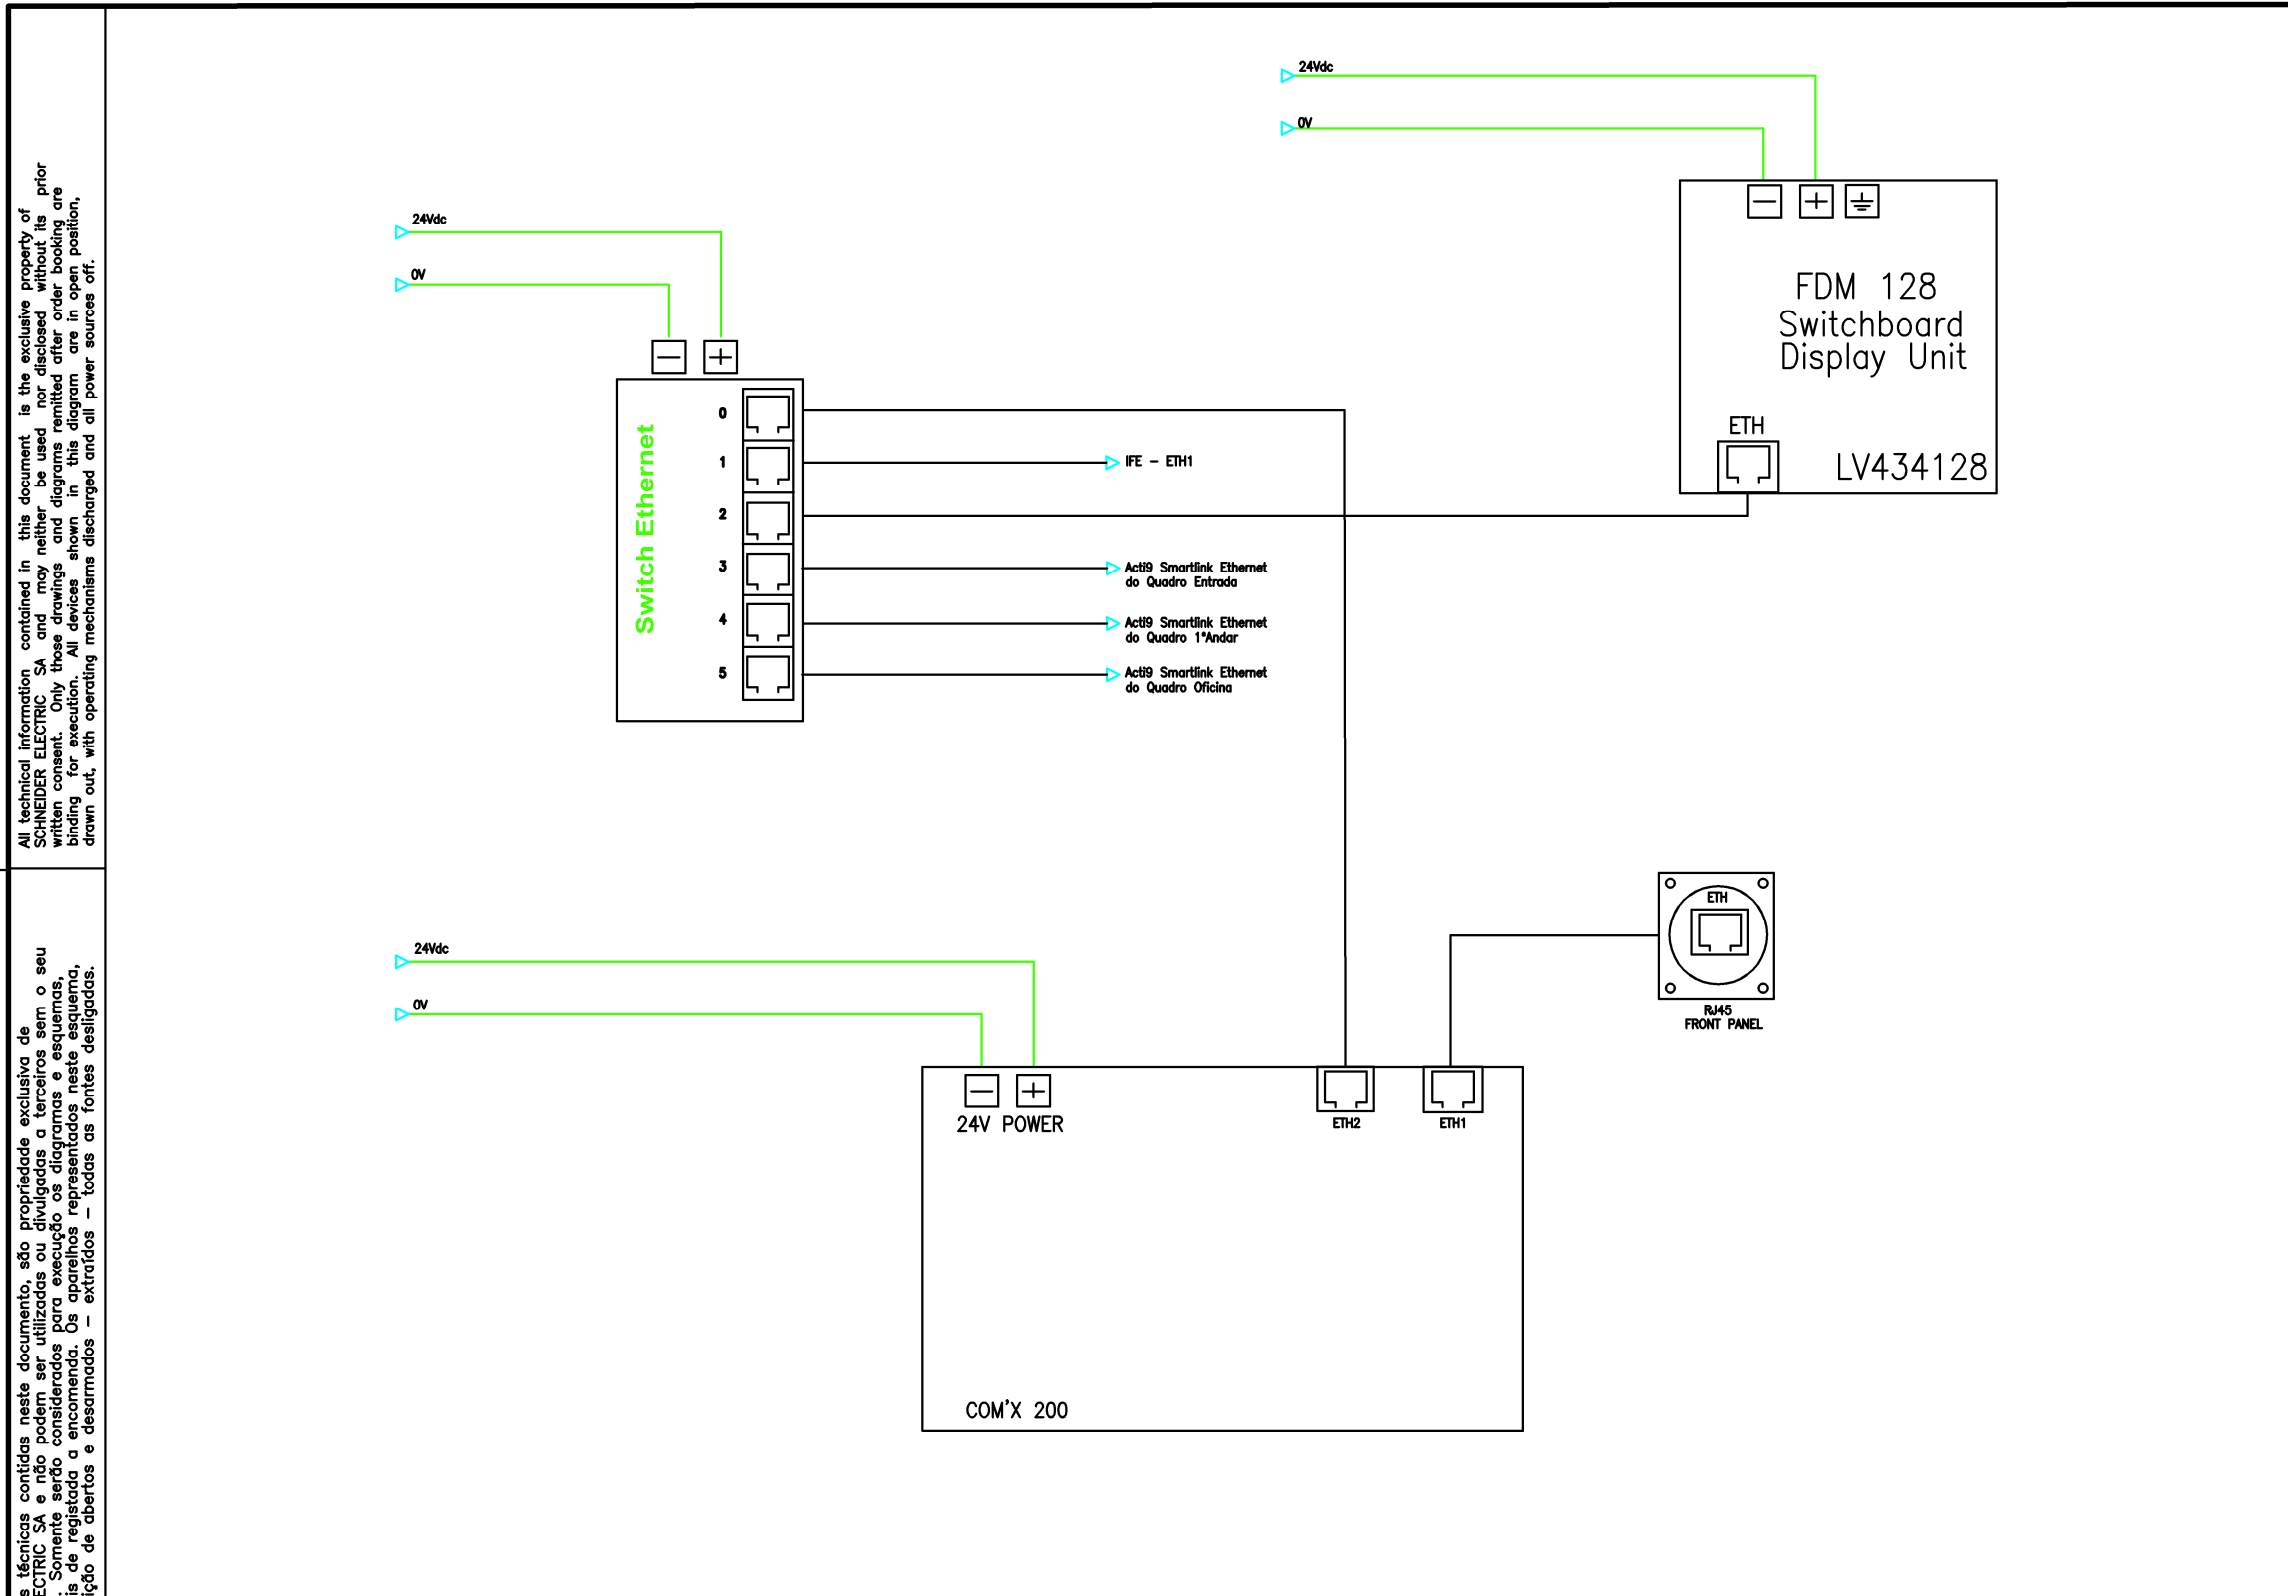 24Vdc
0V
24Vdc
0V
FDM 128
Switchboard
Display Unit
ETH
LV434128
Switch Ethernet
0
1
2
3
4
5
IFE - ETH1
Acti9 Smartlink Ethernet
do Quadro Entrada
Acti9 Smartlink Ethernet
do Quadro 1ºAndar
Acti9 Smartlink Ethernet
do Quadro Oficina
ETH
RJ45
FRONT PANEL
24Vdc
0V
24V POWER
ETH2
ETH1
COM'X 200
All technical information contained in this document is the exclusive property of
SCHNEIDER ELECTRIC SA and may neither be used nor disclosed without its prior
written consent. Only those drawings and diagrams remitted after order booking are
binding for execution. All devices shown in this diagram are in open position,
drawn out, with operating mechanisms discharged and all power sources off.
técnicas contidas neste documento, são propriedade exclusiva de
SA e não podem ser utilizadas ou divulgadas a terceiros sem o seu
. Somente serão considerados para execução os diagramas e esquemas,
de registada a encomenda. Os aparelhos representados neste esquema,
de abertos e desarmados - extraídos - todas as fontes desligadas.